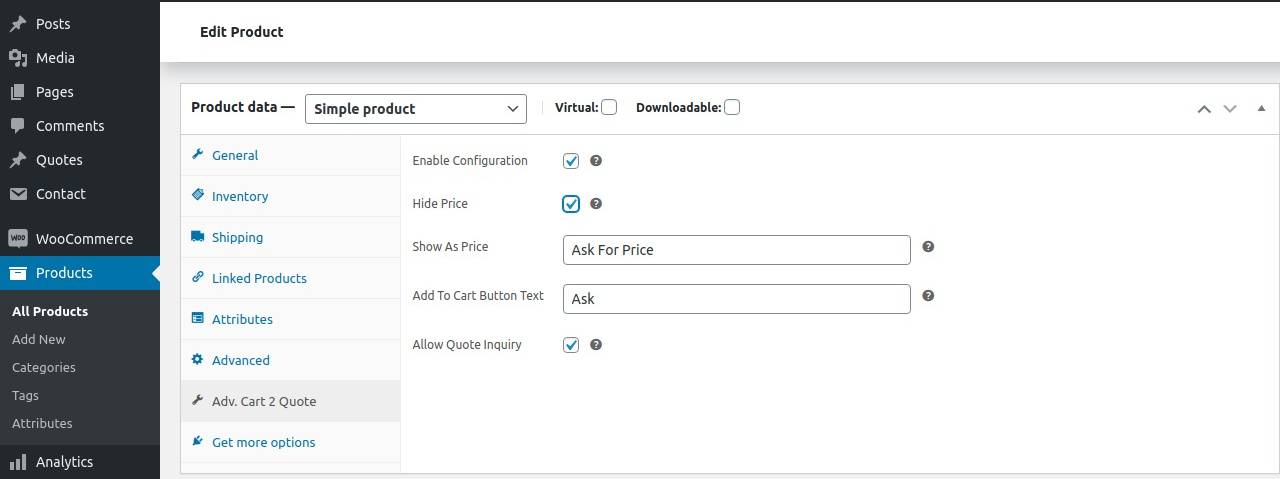 Posts
Media
Pages
Comments
Quotes
Contact
WOO WooCommerce
Products
All Products
Add New
Categories
Tags
Attributes
Analytics
Edit Product
Product data — Simple product Virtual: Downloadable:
General
Inventory
Shipping
Linked Products
Attributes
Advanced
Adv. Cart 2 Quote
Get more options
Enable Configuration ?
Hide Price ?
Show As Price Ask For Price ?
Add To Cart Button Text Ask ?
Allow Quote Inquiry ?